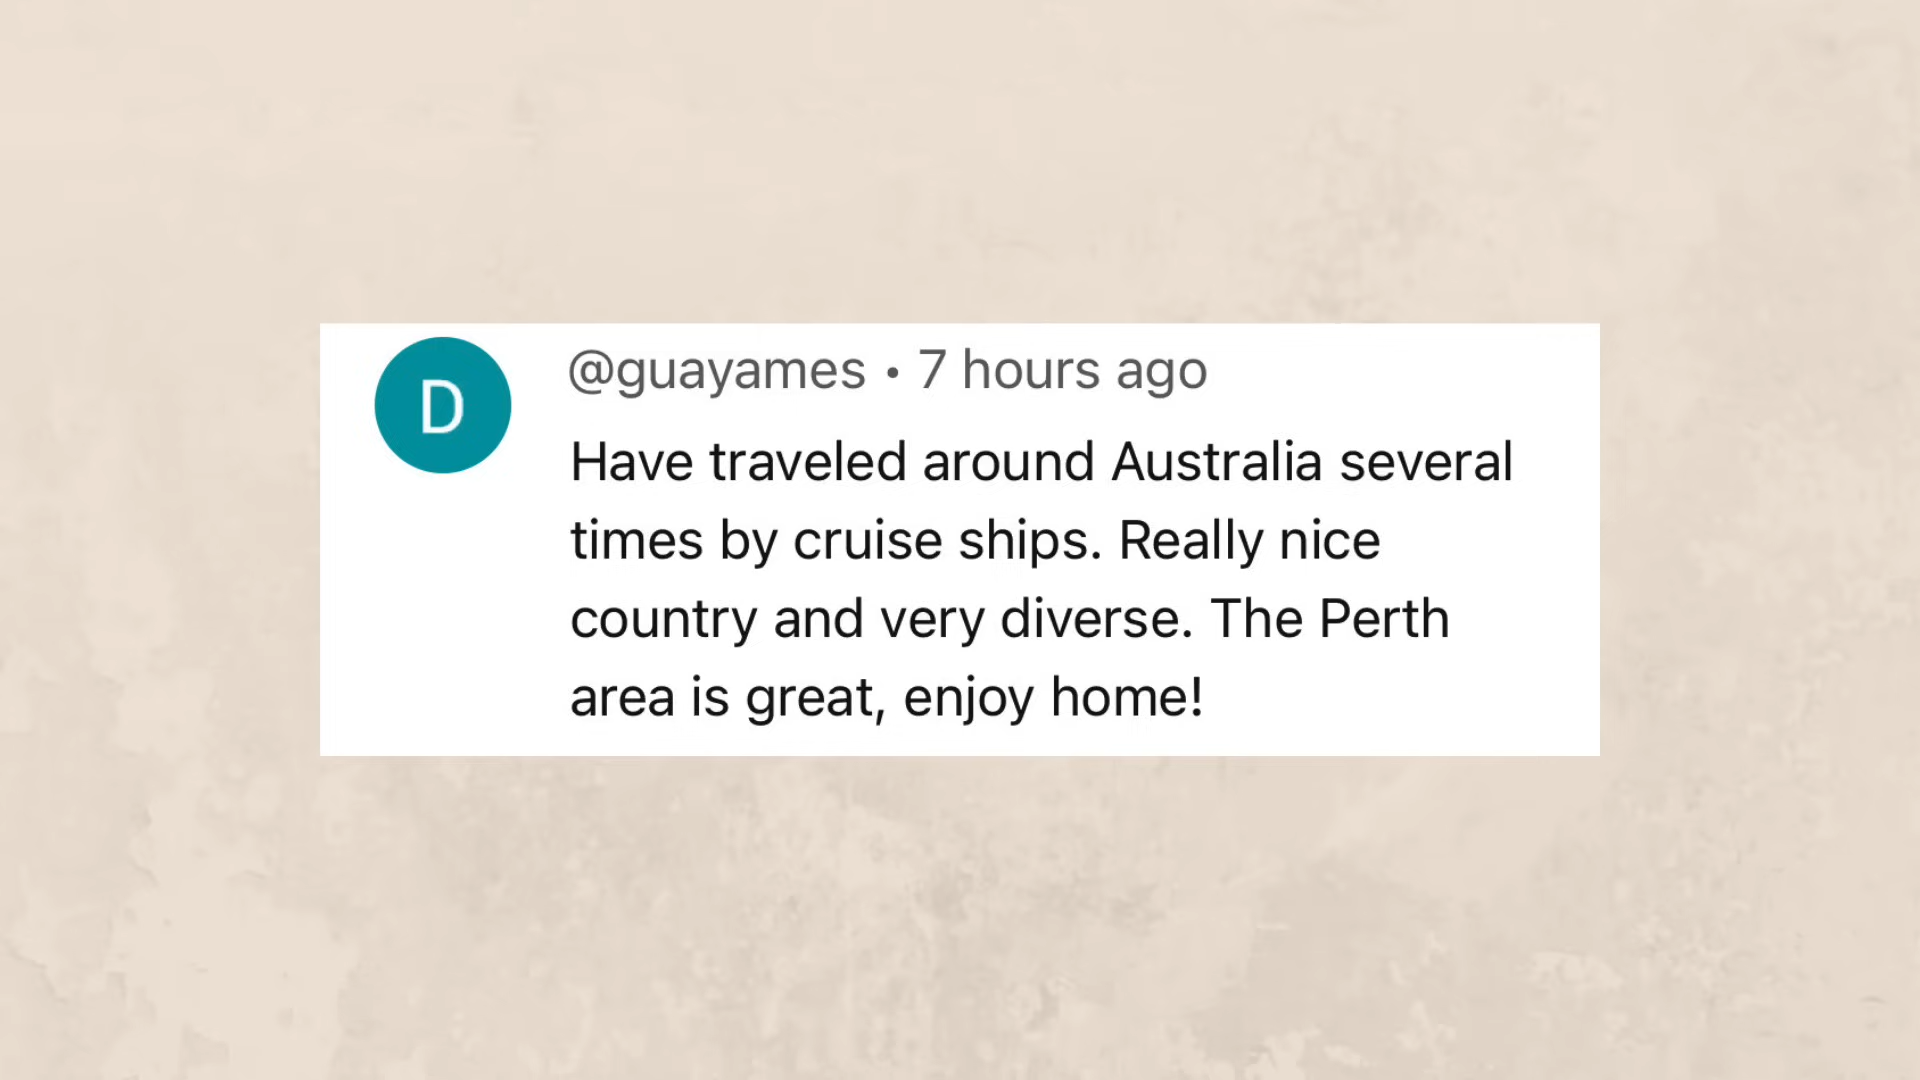 D
@guayames • 7 hours ago
Have traveled around Australia several
times by cruise ships. Really nice
country and very diverse. The Perth
area is great, enjoy home!